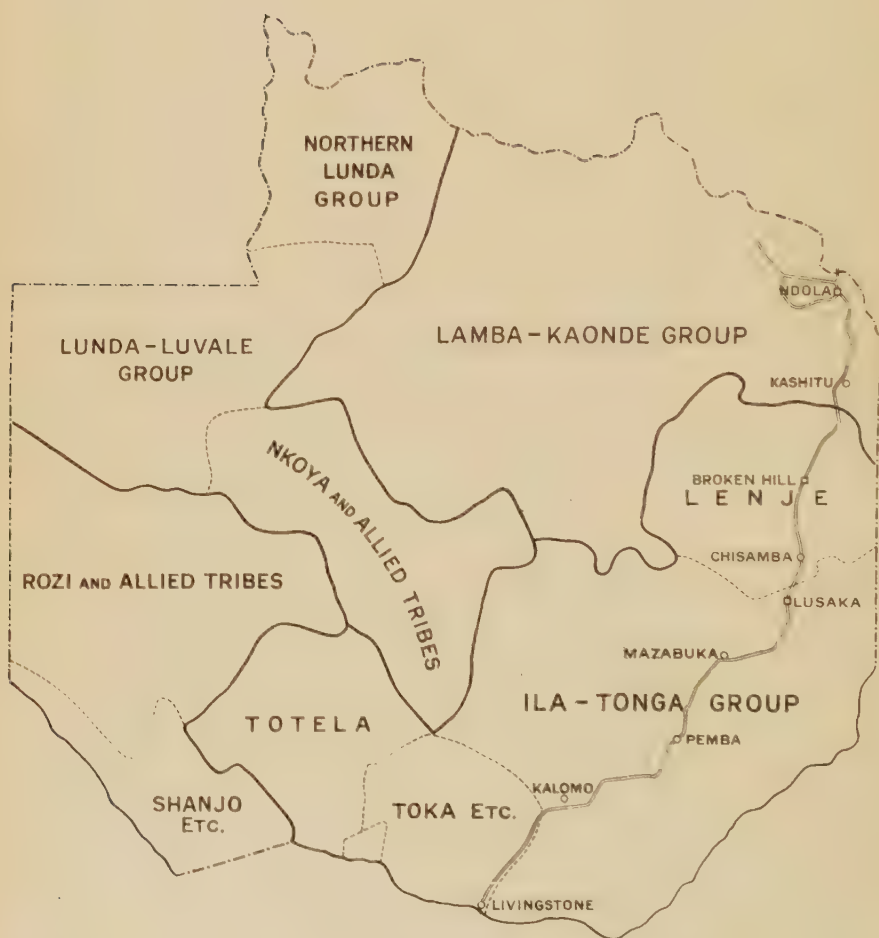 NORTHERN
LUNDA
GROUP
NDOLA
LUNDA-LUVALE
GROUP
LAMBA-KAONDE GROUP
KASHITU
NKOYA AND ALLIED TRIBES
BROKEN HILL
LENJE
CHISAMBA
ROZI AND ALLIED TRIBES
LUSAKA
MAZABUKA
ILA-TONGA GROUP
TOTELA
PEMBA
KALOMO
SHANJO
ETC.
TOKA ETC.
LIVINGSTONE